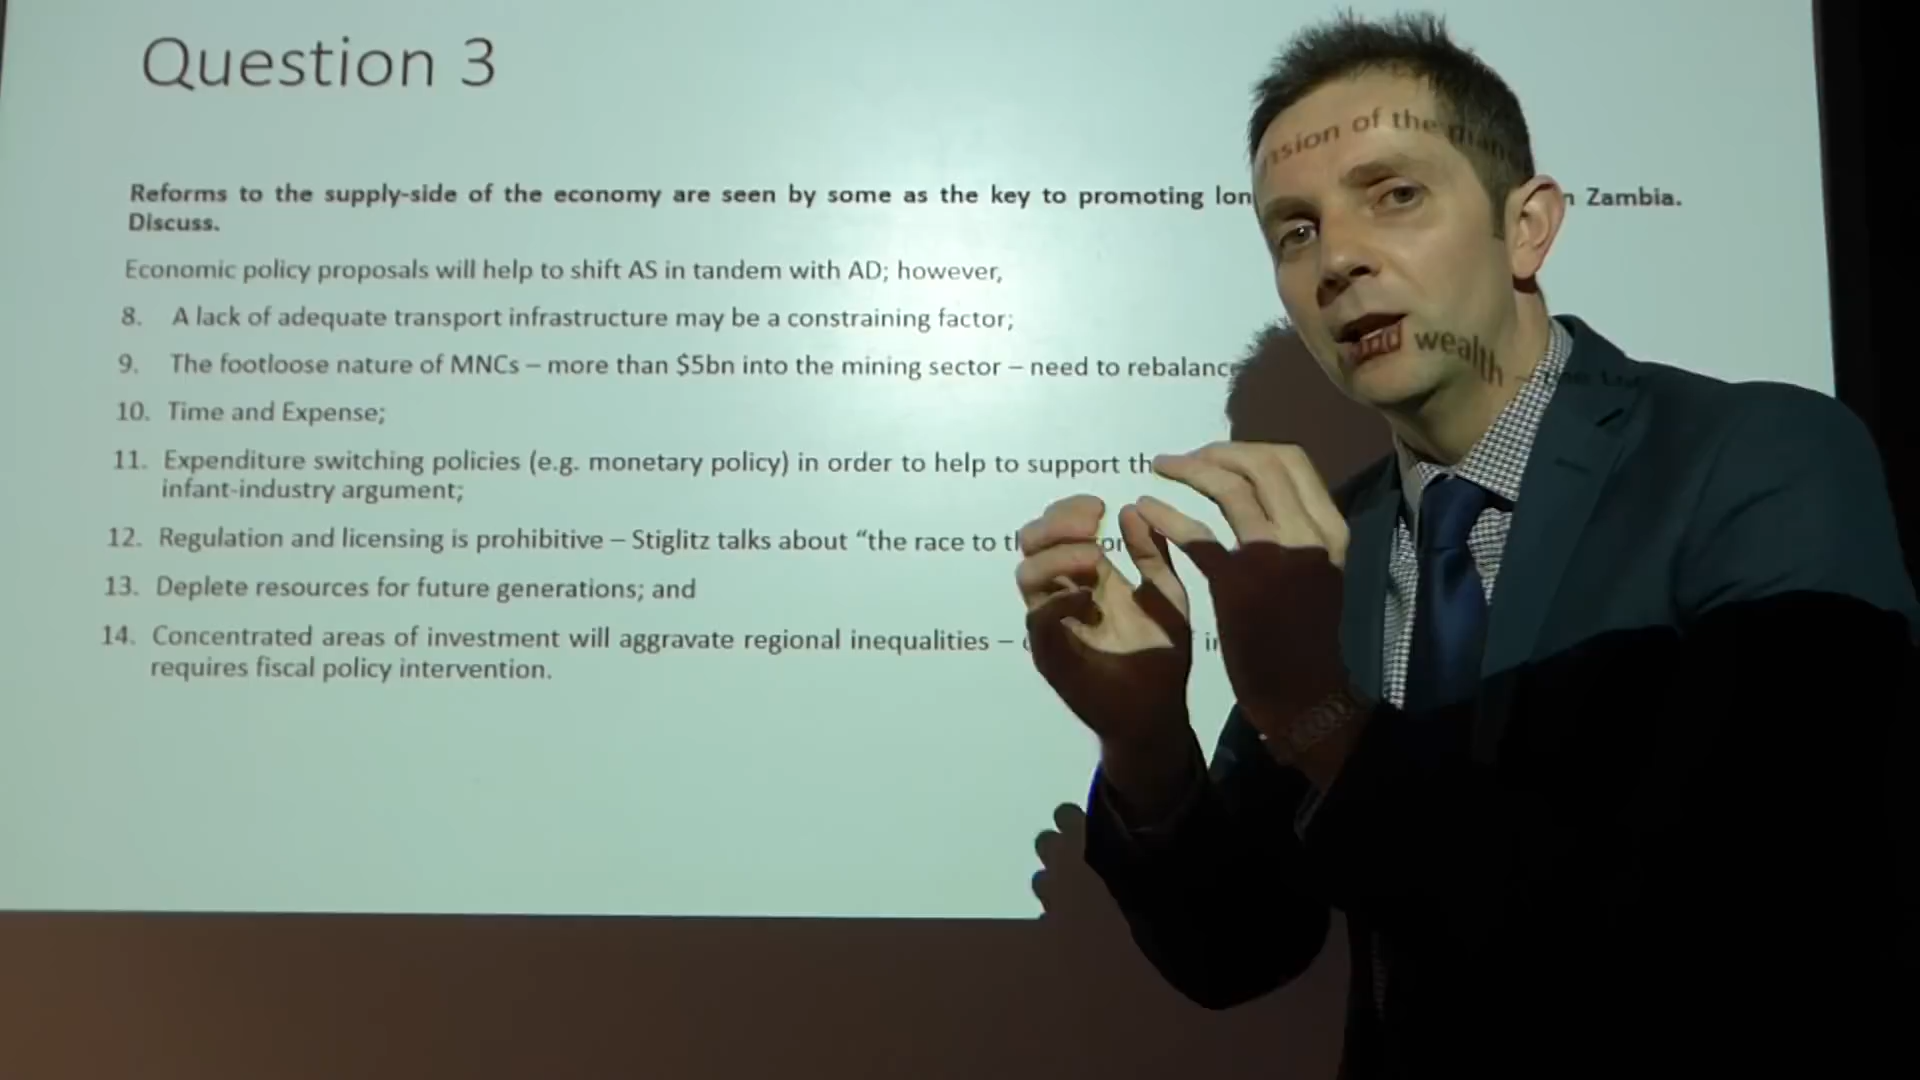 Question 3
Reforms to the supply-side of the economy are seen by some as the key to promoting Zambia.
Discuss.
Economic policy proposals will help to shift AS in tandem with AD; however,
8. A lack of adequate transport infrastructure may be a constraining factor;
9. The footloose nature of MNCs – more than $5bn into the mining sector – need to rebalance
of the
wealth
10. Time and Expense;
11. Expenditure switching policies (e.g. monetary policy) in order to help to support
infant-industry argument;
12. Regulation and licensing is prohibitive – Stiglitz talks about “the race to
13. Deplete resources for future generations; and
14. Concentrated areas of investment will aggravate regional inequalities –
requires fiscal policy intervention.